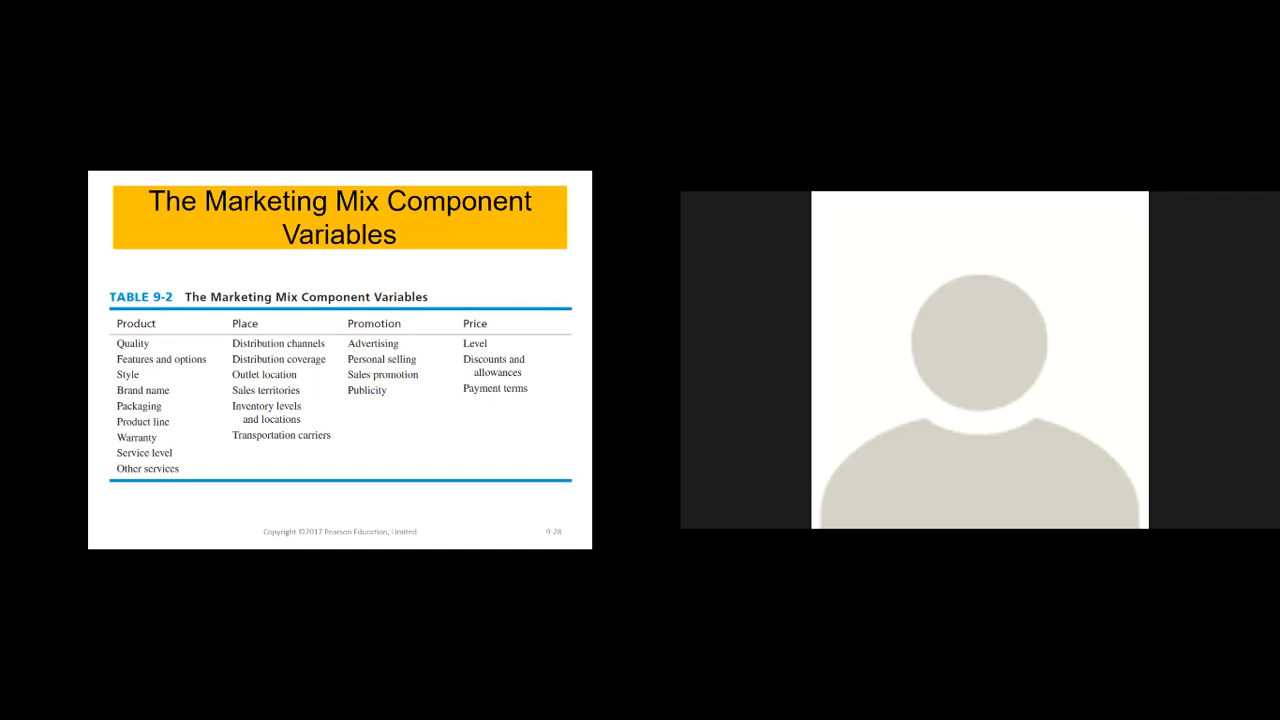 The Marketing Mix Component
Variables
TABLE 9-2 The Marketing Mix Component Variables
Product Place Promotion Price
Quality Distribution channels Advertising Level
Features and options Distribution coverage Personal selling Discounts and
Style Outlet location Sales promotion allowances
Brand name Sales territories Publicity Payment terms
Packaging Inventory levels
Product line and locations
Warranty Transportation carriers
Service level
Other services
Copyright ©2017 Pearson Education, Limited 9-28